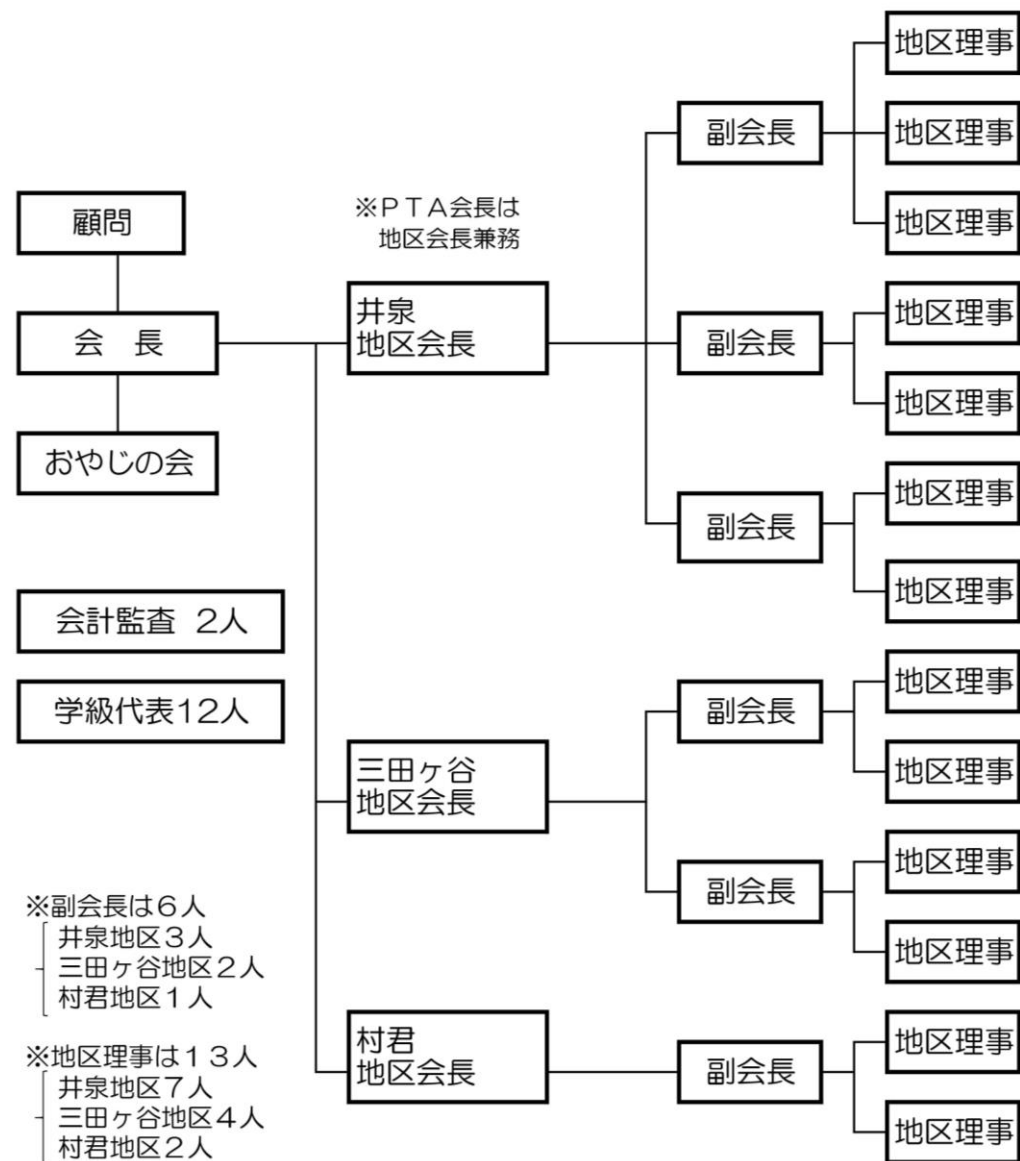 顧問
会　長
おやじの会
会計監査　2人
学級代表12人
※副会長は6人
井泉地区3人
三田ヶ谷地区2人
村君地区1人
※地区理事は13人
井泉地区7人
三田ヶ谷地区4人
村君地区2人
※PTA会長は
地区会長兼務
井泉
地区会長
三田ヶ谷
地区会長
村君
地区会長
副会長
副会長
副会長
副会長
副会長
副会長
地区理事
地区理事
地区理事
地区理事
地区理事
地区理事
地区理事
地区理事
地区理事
地区理事
地区理事
地区理事
地区理事